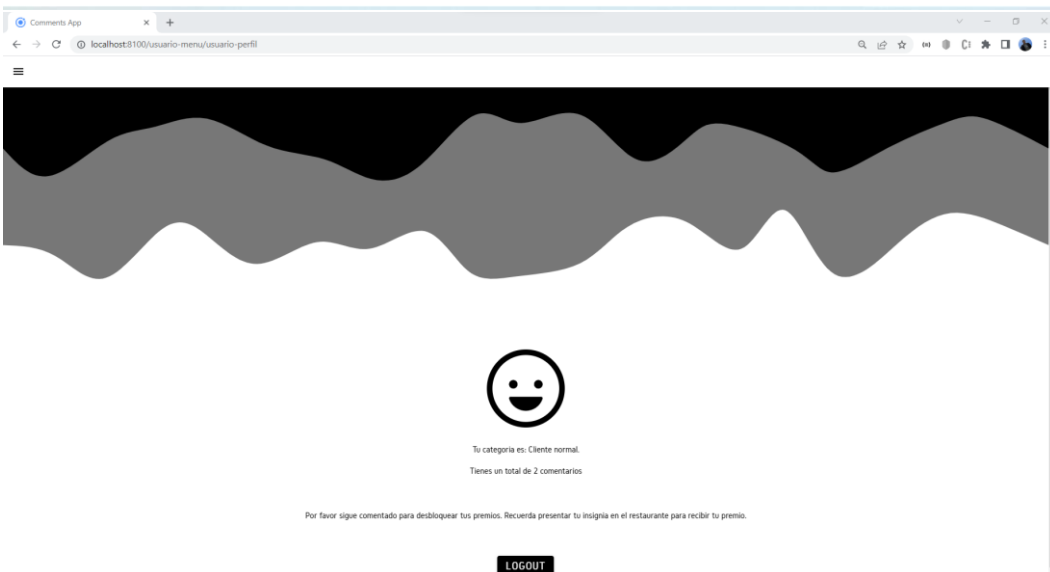 Comments App
localhost:8100/usuario-menu/usuario-perfil
Tu categoria es: Cliente normal.
Tienes un total de 2 comentarios
Por favor sigue comentado para desbloquear tus premios. Recuerda presentar tu insignia en el restaurante para recibir tu premio.
LOGOUT